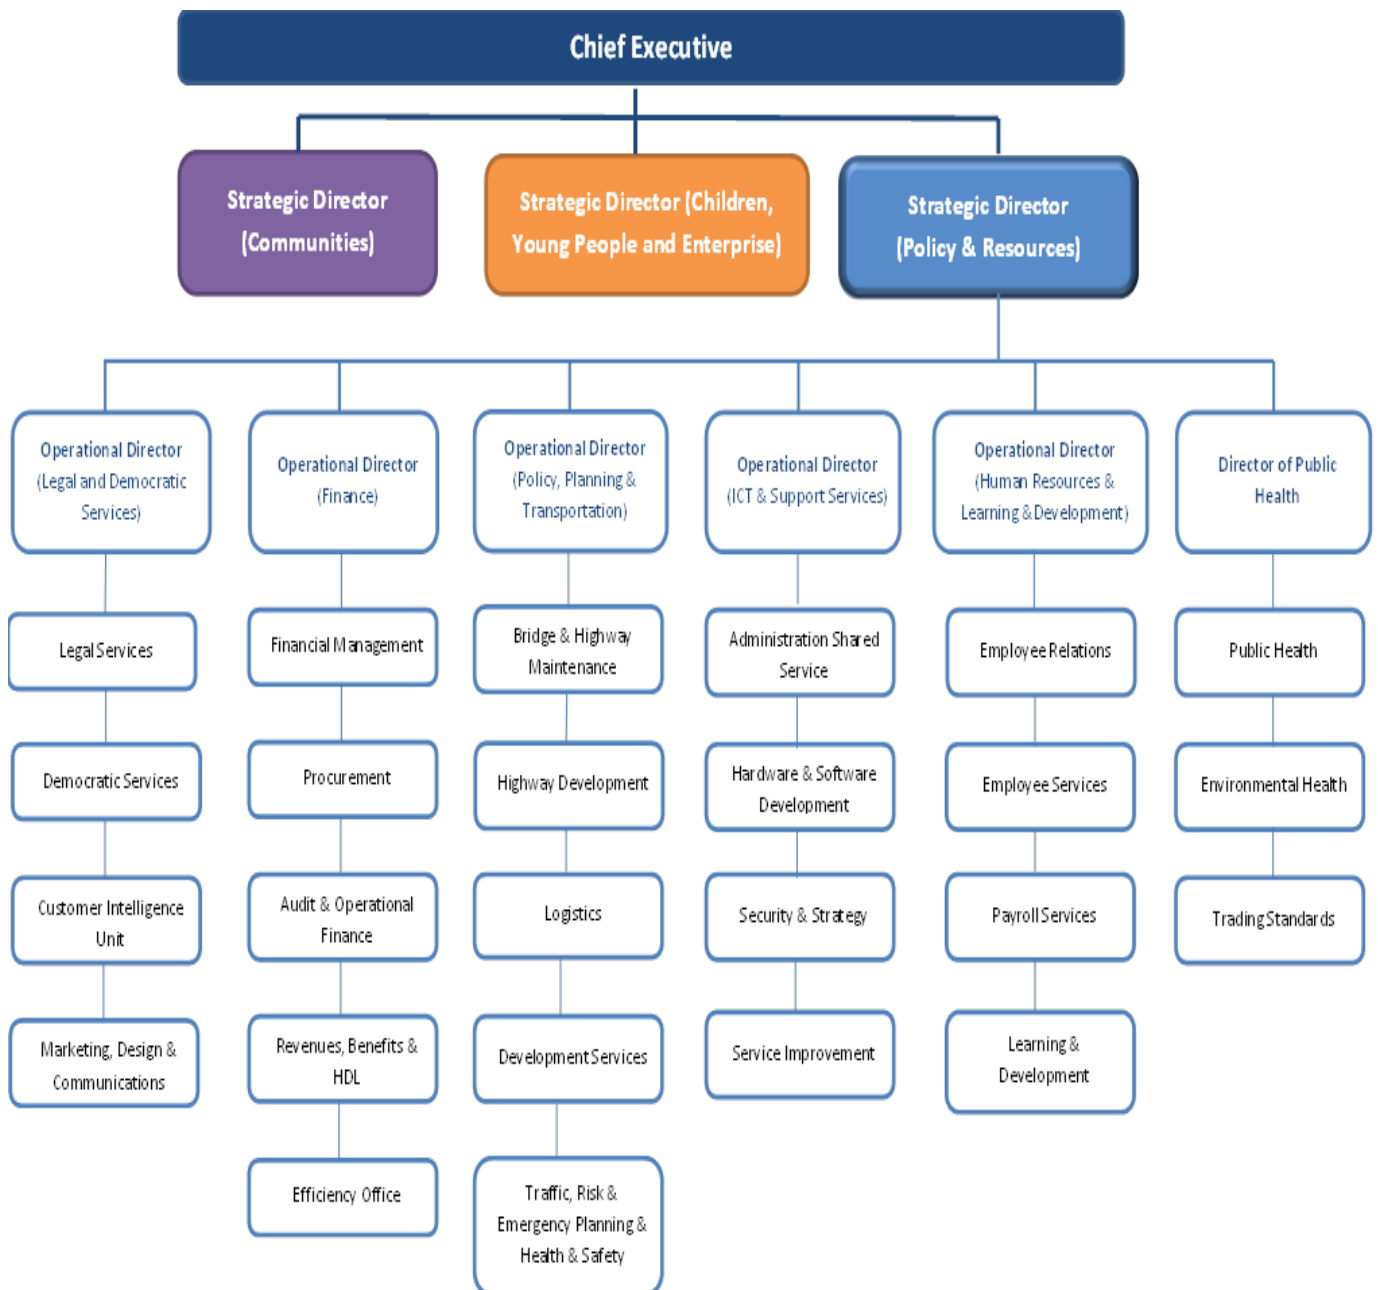 Chief Executive
Strategic Director
(Communities)
Strategic Director (Children,
Young People and Enterprise)
Strategic Director
(Policy & Resources)
Operational Director
(Legal and Democratic
Services)
Operational Director
(Finance)
Operational Director
(Policy, Planning &
Transportation)
Operational Director
(ICT & Support Services)
Operational Director
(Human Resources &
Learning & Development)
Director of Public
Health
Legal Services
Financial Management
Bridge & Highway
Maintenance
Administration Shared
Service
Employee Relations
Public Health
Democratic Services
Procurement
Highway Development
Hardware & Software
Development
Employee Services
Environmental Health
Customer Intelligence
Unit
Audit & Operational
Finance
Logistics
Security & Strategy
Payroll Services
Trading Standards
Marketing, Design &
Communications
Revenues, Benefits &
HDL
Development Services
Service Improvement
Learning &
Development
Efficiency Office
Traffic, Risk &
Emergency Planning &
Health & Safety